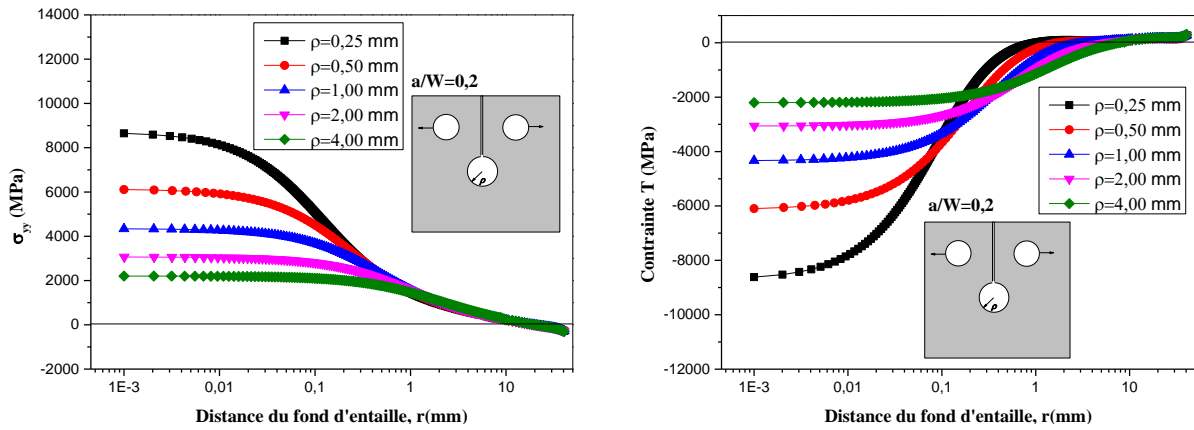 14000
12000
10000
8000
6000
4000
2000
0
-2000
σyy (MPa)
ρ=0,25 mm
ρ=0,50 mm
ρ=1,00 mm
ρ=2,00 mm
ρ=4,00 mm
a/W=0,2
ρ
1E-3 0,01 0,1 1 10
Distance du fond d'entaille, r(mm)
0
-2000
-4000
-6000
-8000
-10000
-12000
Contrainte T (MPa)
ρ=0,25 mm
ρ=0,50 mm
ρ=1,00 mm
ρ=2,00 mm
ρ=4,00 mm
a/W=0,2
ρ
1E-3 0,01 0,1 1 10
Distance du fond d'entaille, r(mm)